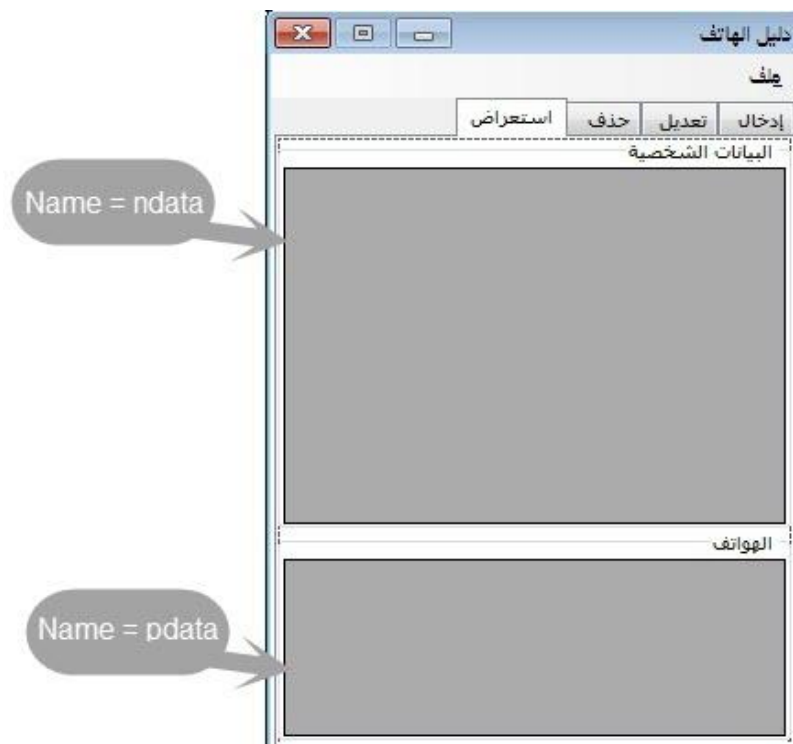 دليل الهاتف
ملف
إدخال تعديل حذف استعراض
البيانات الشخصية
Name = ndata
الهواتف
Name = pdata